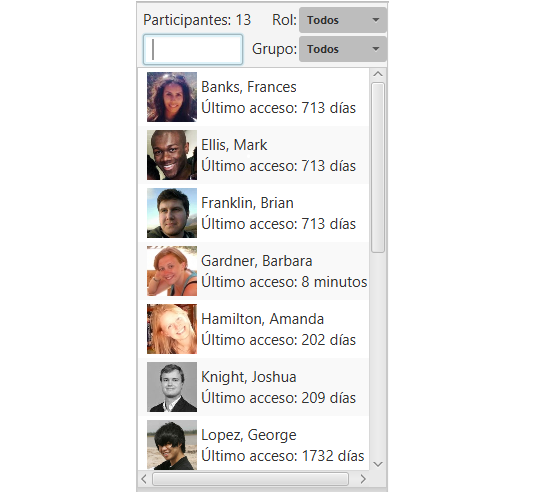 Participantes: 13 Rol: Todos
Grupo: Todos
Banks, Frances
Último acceso: 713 días
Ellis, Mark
Último acceso: 713 días
Franklin, Brian
Último acceso: 713 días
Gardner, Barbara
Último acceso: 8 minutos
Hamilton, Amanda
Último acceso: 202 días
Knight, Joshua
Último acceso: 209 días
Lopez, George
Último acceso: 1732 días